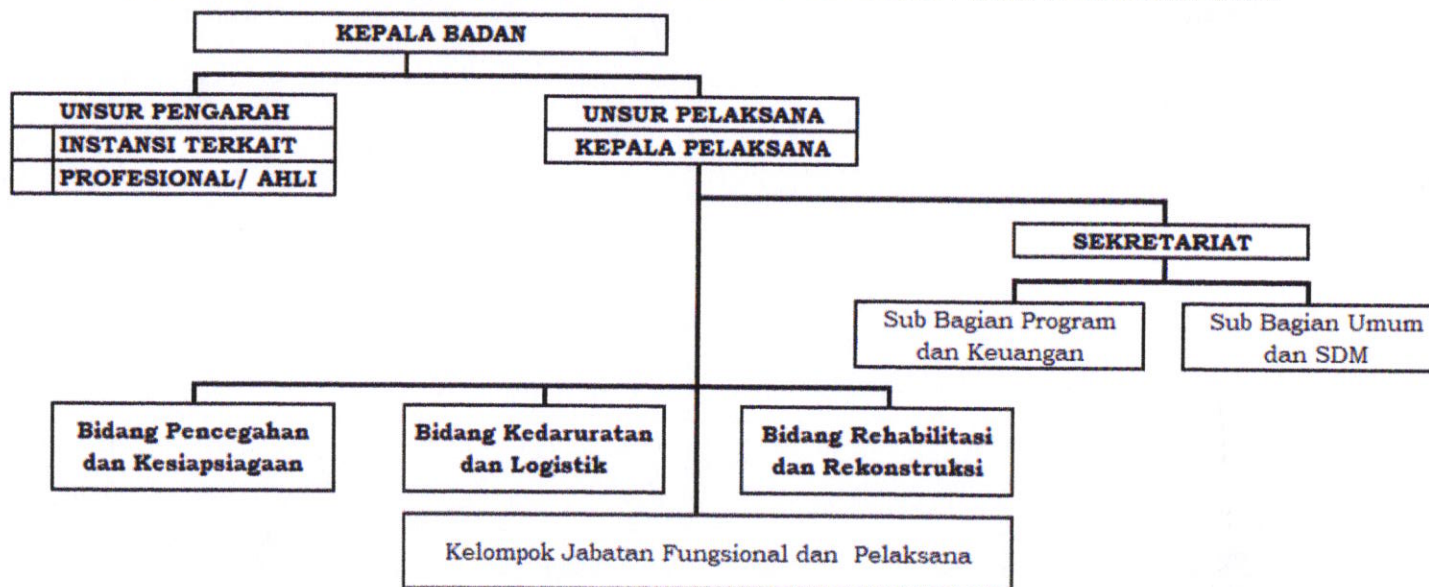 KEPALA BADAN
UNSUR PENGARAH
INSTANSI TERKAIT
PROFESIONAL/ AHLI
UNSUR PELAKSANA
KEPALA PELAKSANA
SEKRETARIAT
Sub Bagian Program
dan Keuangan
Sub Bagian Umum
dan SDM
Bidang Pencegahan
dan Kesiapsiagaan
Bidang Kedaruratan
dan Logistik
Bidang Rehabilitasi
dan Rekonstruksi
Kelompok Jabatan Fungsional dan Pelaksana